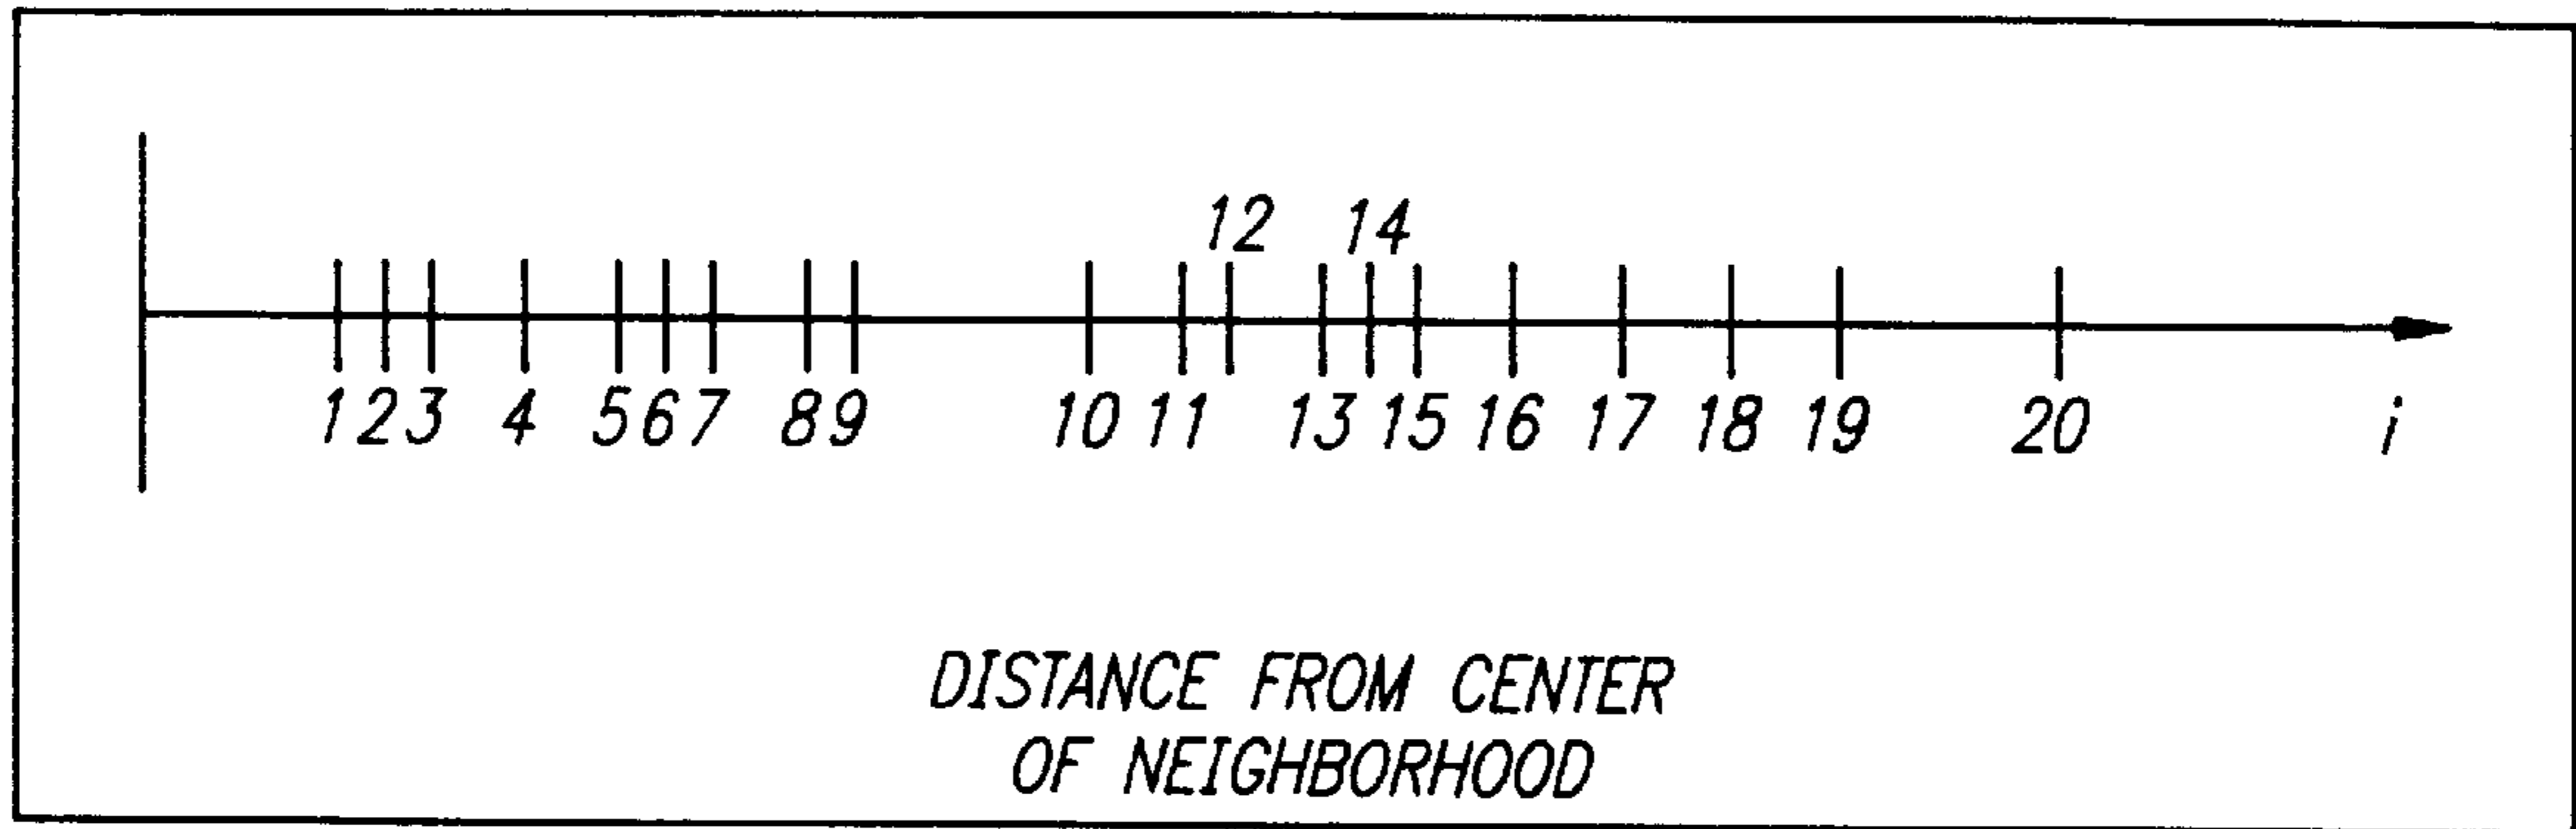 12 14
1 2 3 4 5 6 7 8 9 10 11 13 15 16 17 18 19 20 i
DISTANCE FROM CENTER
OF NEIGHBORHOOD